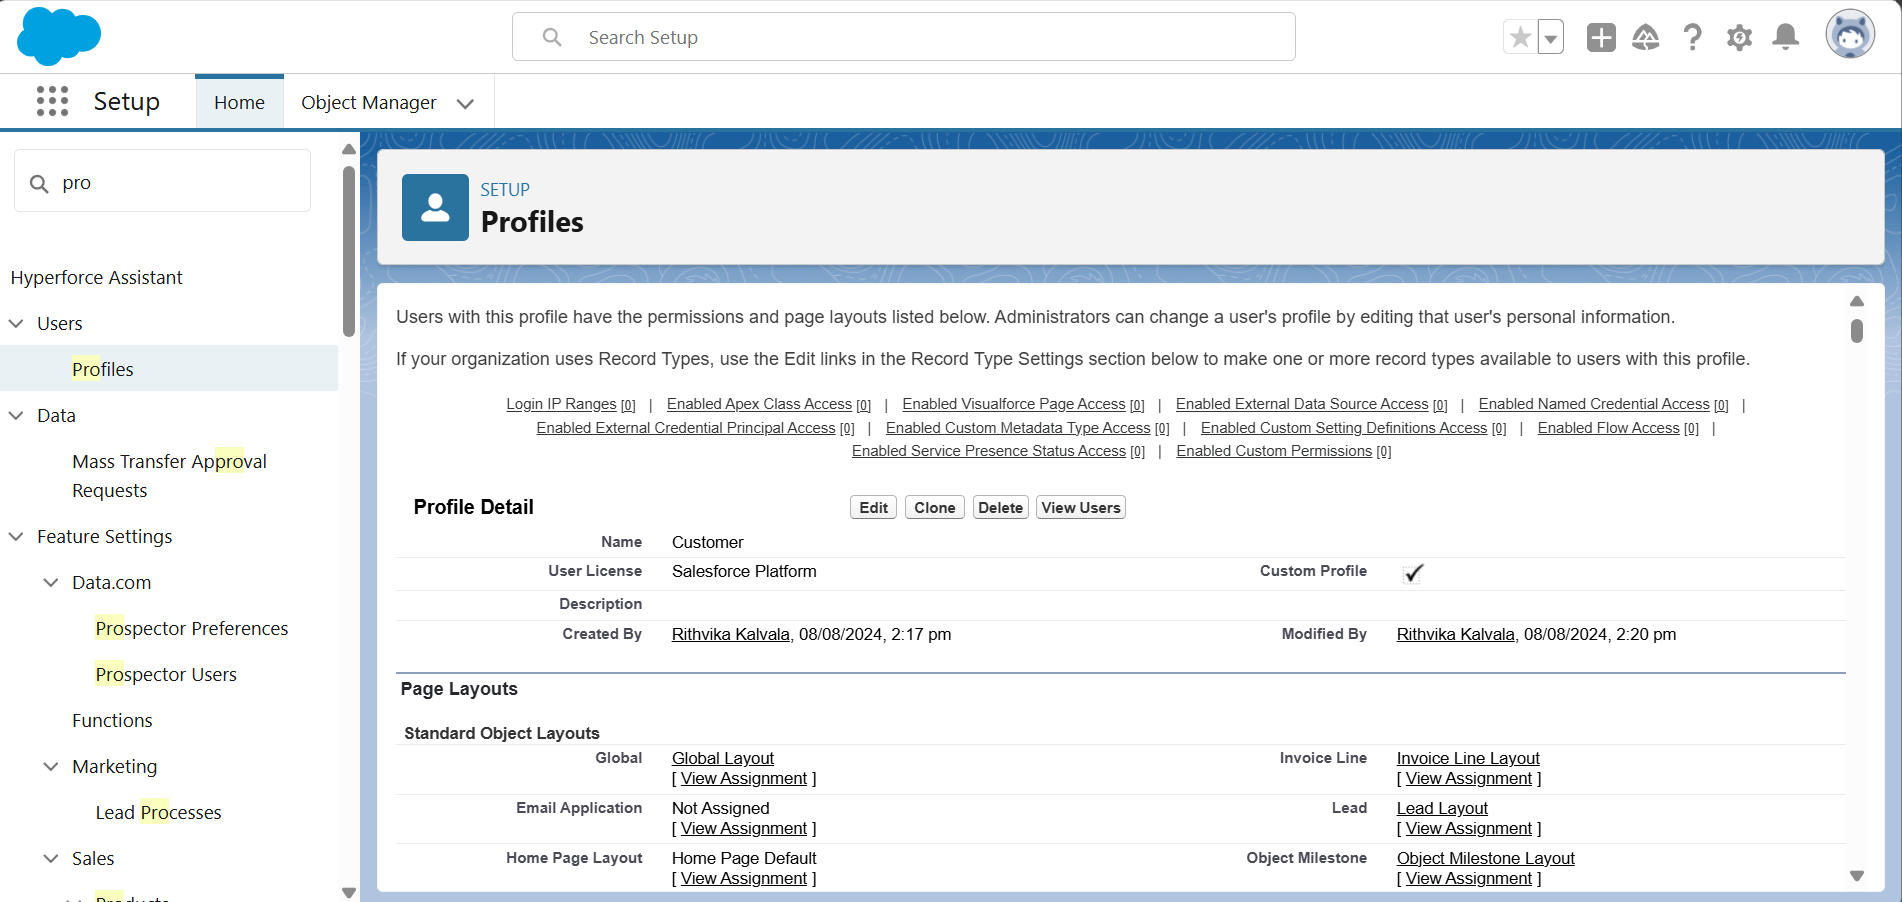 Search Setup
Setup
Home
Object Manager
pro
Hyperforce Assistant
Users
Profiles
Data
Mass Transfer Approval
Requests
Feature Settings
Data.com
Prospector Preferences
Prospector Users
Functions
Marketing
Lead Processes
Sales
Products
SETUP
Profiles
Users with this profile have the permissions and page layouts listed below. Administrators can change a user's profile by editing that user's personal information.
If your organization uses Record Types, use the Edit links in the Record Type Settings section below to make one or more record types available to users with this profile.
Login IP Ranges [0] | Enabled Apex Class Access [0] | Enabled Visualforce Page Access [0] | Enabled External Data Source Access [0] | Enabled Named Credential Access [0] |
Enabled External Credential Principal Access [0] | Enabled Custom Metadata Type Access [0] | Enabled Custom Setting Definitions Access [0] | Enabled Flow Access [0] |
Enabled Service Presence Status Access [0] | Enabled Custom Permissions [0]
Profile Detail Edit Clone Delete View Users
Name Customer
User License Salesforce Platform Custom Profile
Description
Created By Rithvika Kalvala, 08/08/2024, 2:17 pm Modified By Rithvika Kalvala, 08/08/2024, 2:20 pm
Page Layouts
Standard Object Layouts
Global Global Layout Invoice Line Invoice Line Layout
[ View Assignment ] [ View Assignment ]
Email Application Not Assigned Lead Lead Layout
[ View Assignment ] [ View Assignment ]
Home Page Layout Home Page Default Object Milestone Object Milestone Layout
[ View Assignment ] [ View Assignment ]